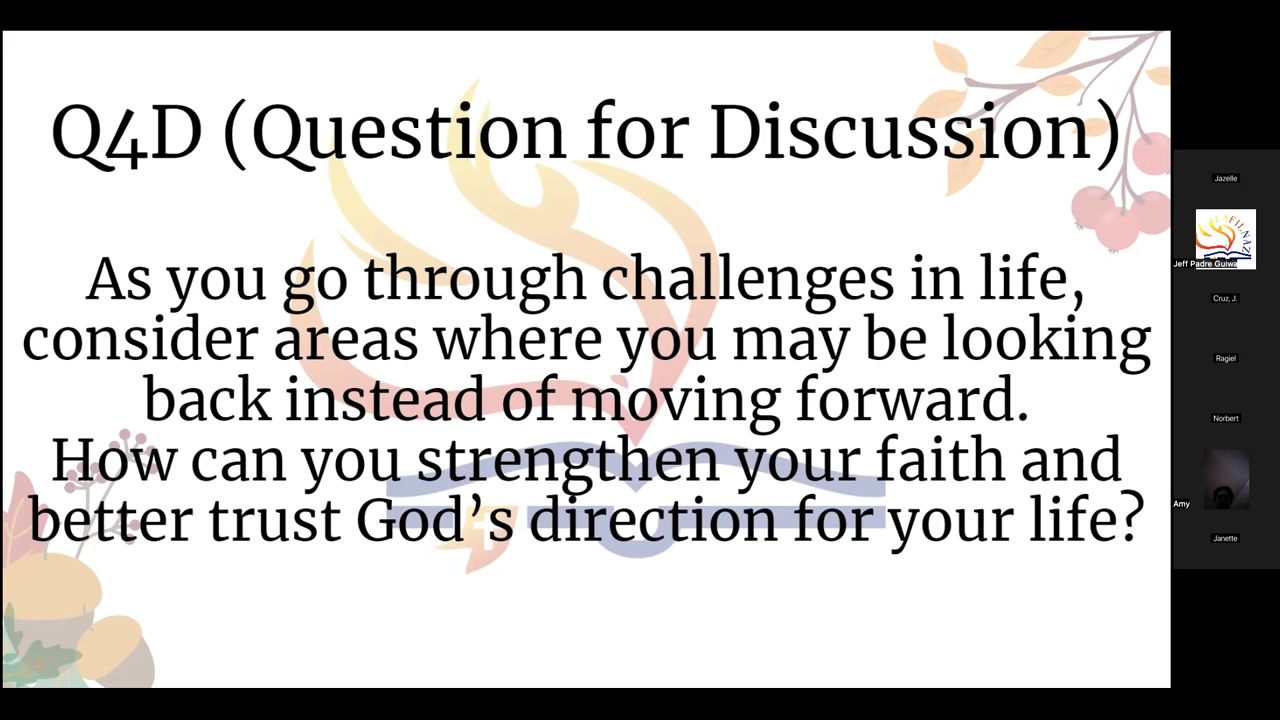 Q4D (Question for Discussion)
As you go through challenges in life,
consider areas where you may be looking
back instead of moving forward.
How can you strengthen your faith and
better trust God’s direction for your life?
Jazelle
LAFILNAZ
Jeff Padre Guiwa
Cruz, J.
Ragiel
Norbert
Amy
Janette